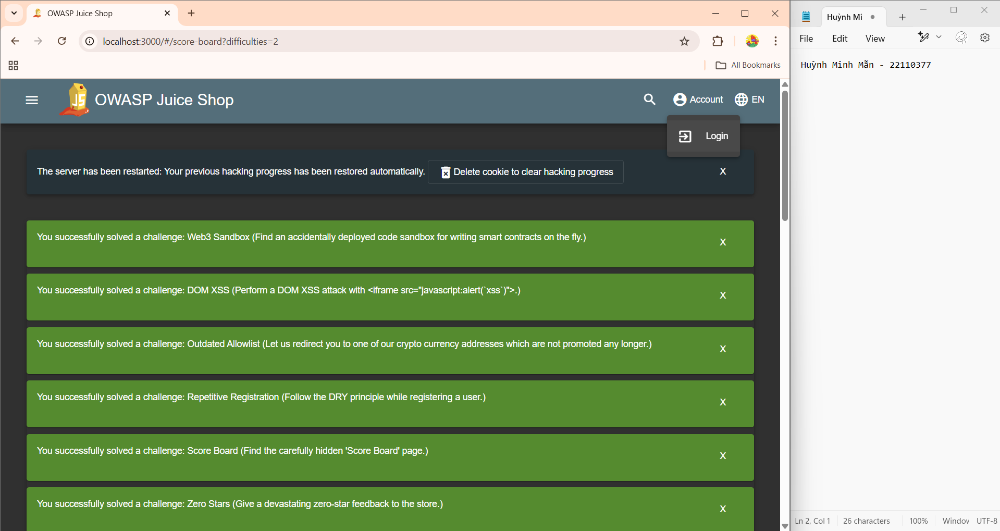 OWASP Juice Shop
localhost:3000/#/score-board?difficulties=2
All Bookmarks
OWASP Juice Shop
Account
EN
Login
The server has been restarted: Your previous hacking progress has been restored automatically. Delete cookie to clear hacking progress X
You successfully solved a challenge: Web3 Sandbox (Find an accidentally deployed code sandbox for writing smart contracts on the fly.) X
You successfully solved a challenge: DOM XSS (Perform a DOM XSS attack with <iframe src="javascript:alert(`xss`)">.) X
You successfully solved a challenge: Outdated Allowlist (Let us redirect you to one of our crypto currency addresses which are not promoted any longer.) X
You successfully solved a challenge: Repetitive Registration (Follow the DRY principle while registering a user.) X
You successfully solved a challenge: Score Board (Find the carefully hidden 'Score Board' page.) X
You successfully solved a challenge: Zero Stars (Give a devastating zero-star feedback to the store.) X
Huỳnh Mi
File Edit View
Huỳnh Minh Mẫn - 22110377
Ln 2, Col 1 26 characters 100% Window UTF-8